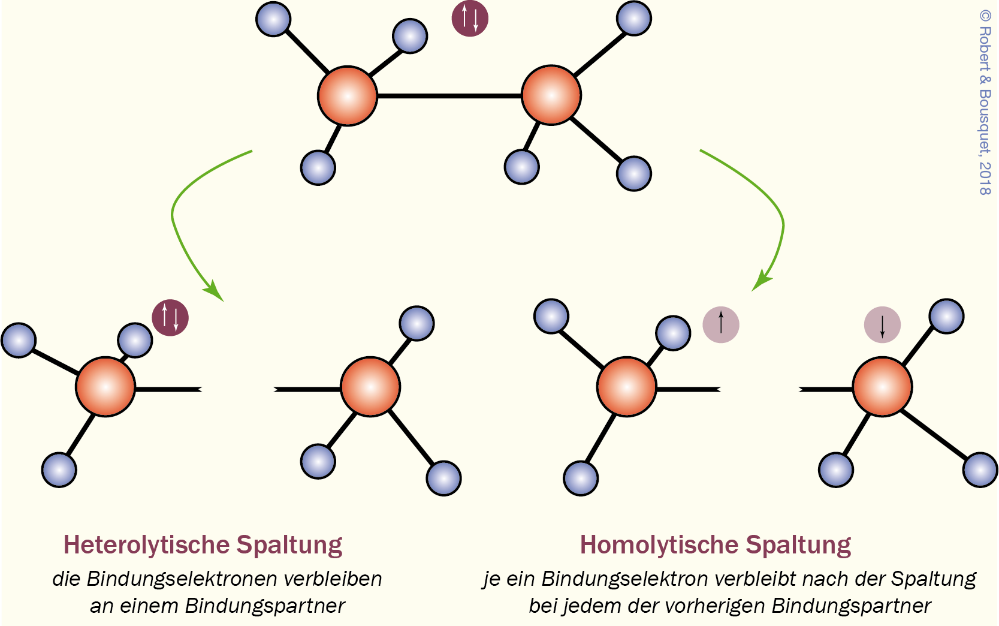 © Robert & Bousquet, 2018
Heterolytische Spaltung
die Bindungselektronen verbleiben
an einem Bindungspartner
Homolytische Spaltung
je ein Bindungselektron verbleibt nach der Spaltung
bei jedem der vorherigen Bindungspartner